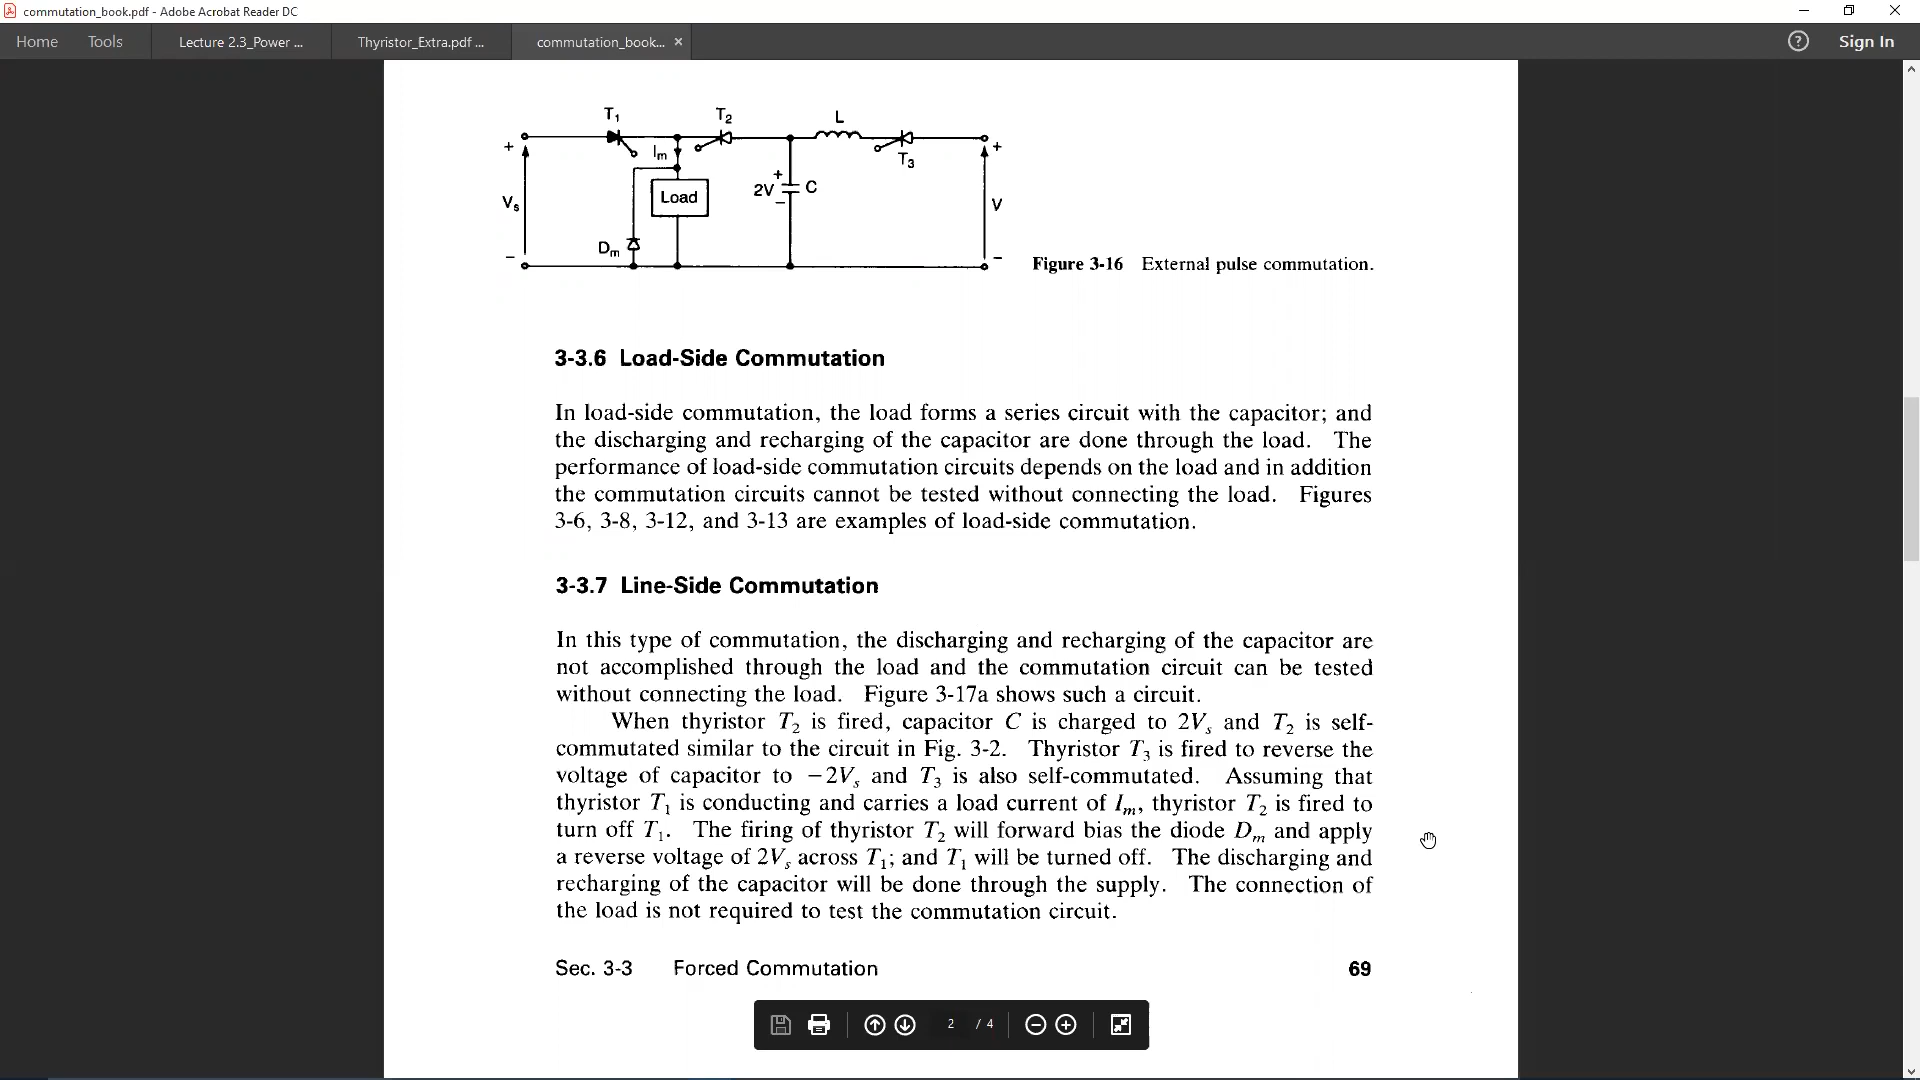 commutation_book.pdf - Adobe Acrobat Reader DC
Home Tools Lecture 2.3_Power ... Thyristor_Extra.pdf ... commutation_book... × ? Sign In
T₁ T₂ L
+ Iₘ T₃ +
+
Vₛ Load 2V C V
−
Dₘ
− −
Figure 3-16 External pulse commutation.
3-3.6 Load-Side Commutation
In load-side commutation, the load forms a series circuit with the capacitor; and
the discharging and recharging of the capacitor are done through the load. The
performance of load-side commutation circuits depends on the load and in addition
the commutation circuits cannot be tested without connecting the load. Figures
3-6, 3-8, 3-12, and 3-13 are examples of load-side commutation.
3-3.7 Line-Side Commutation
In this type of commutation, the discharging and recharging of the capacitor are
not accomplished through the load and the commutation circuit can be tested
without connecting the load. Figure 3-17a shows such a circuit.
When thyristor T₂ is fired, capacitor C is charged to 2Vₛ and T₂ is self-
commutated similar to the circuit in Fig. 3-2. Thyristor T₃ is fired to reverse the
voltage of capacitor to −2Vₛ and T₃ is also self-commutated. Assuming that
thyristor T₁ is conducting and carries a load current of Iₘ, thyristor T₂ is fired to
turn off T₁. The firing of thyristor T₂ will forward bias the diode Dₘ and apply
a reverse voltage of 2Vₛ across T₁; and T₁ will be turned off. The discharging and
recharging of the capacitor will be done through the supply. The connection of
the load is not required to test the commutation circuit.
Sec. 3-3 Forced Commutation 69
2 / 4